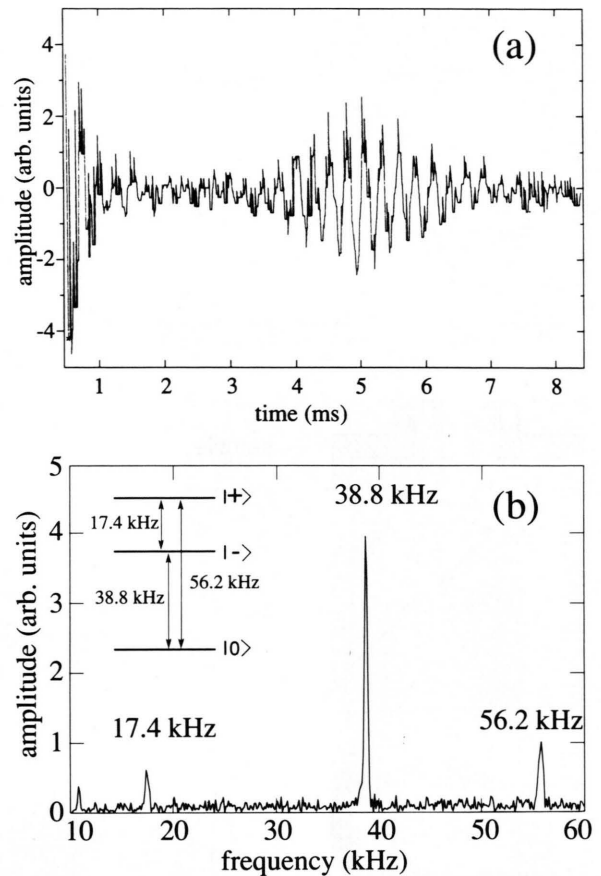 (a)
amplitude (arb. units)
4
2
0
-2
-4
1 2 3 4 5 6 7 8
time (ms)
(b)
amplitude (arb. units)
5
4
3
2
1
0
38.8 kHz
|+>
17.4 kHz
|->
56.2 kHz
38.8 kHz
|0>
17.4 kHz
56.2 kHz
10 20 30 40 50 60
frequency (kHz)